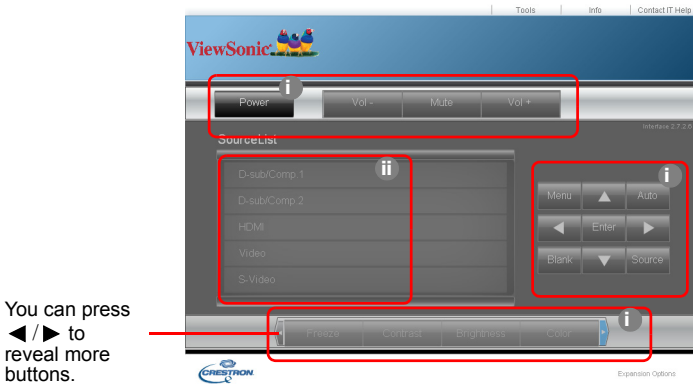 Tools | Info | Contact IT Help
ViewSonic
i
Power Vol - Mute Vol +
Interface 2.7.2.6
SourceList
ii
i
D-sub/Comp.1
D-sub/Comp.2
HDMI
Video
S-Video
Menu Auto
Enter
Blank Source
You can press
◀/▶ to
reveal more
buttons.
i
Freeze Contrast Brightness Color
CRESTRON
Expansion Options